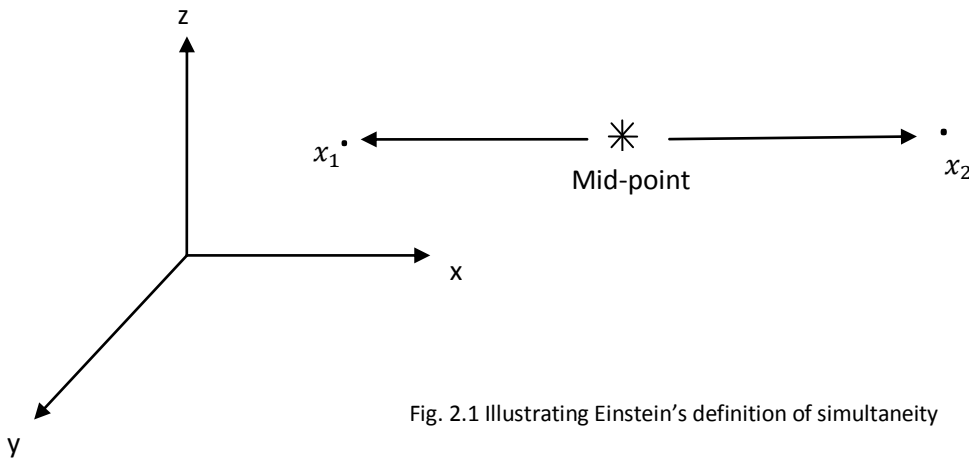 z
x₁
Mid-point
x₂
x
Fig. 2.1 Illustrating Einstein’s definition of simultaneity
y